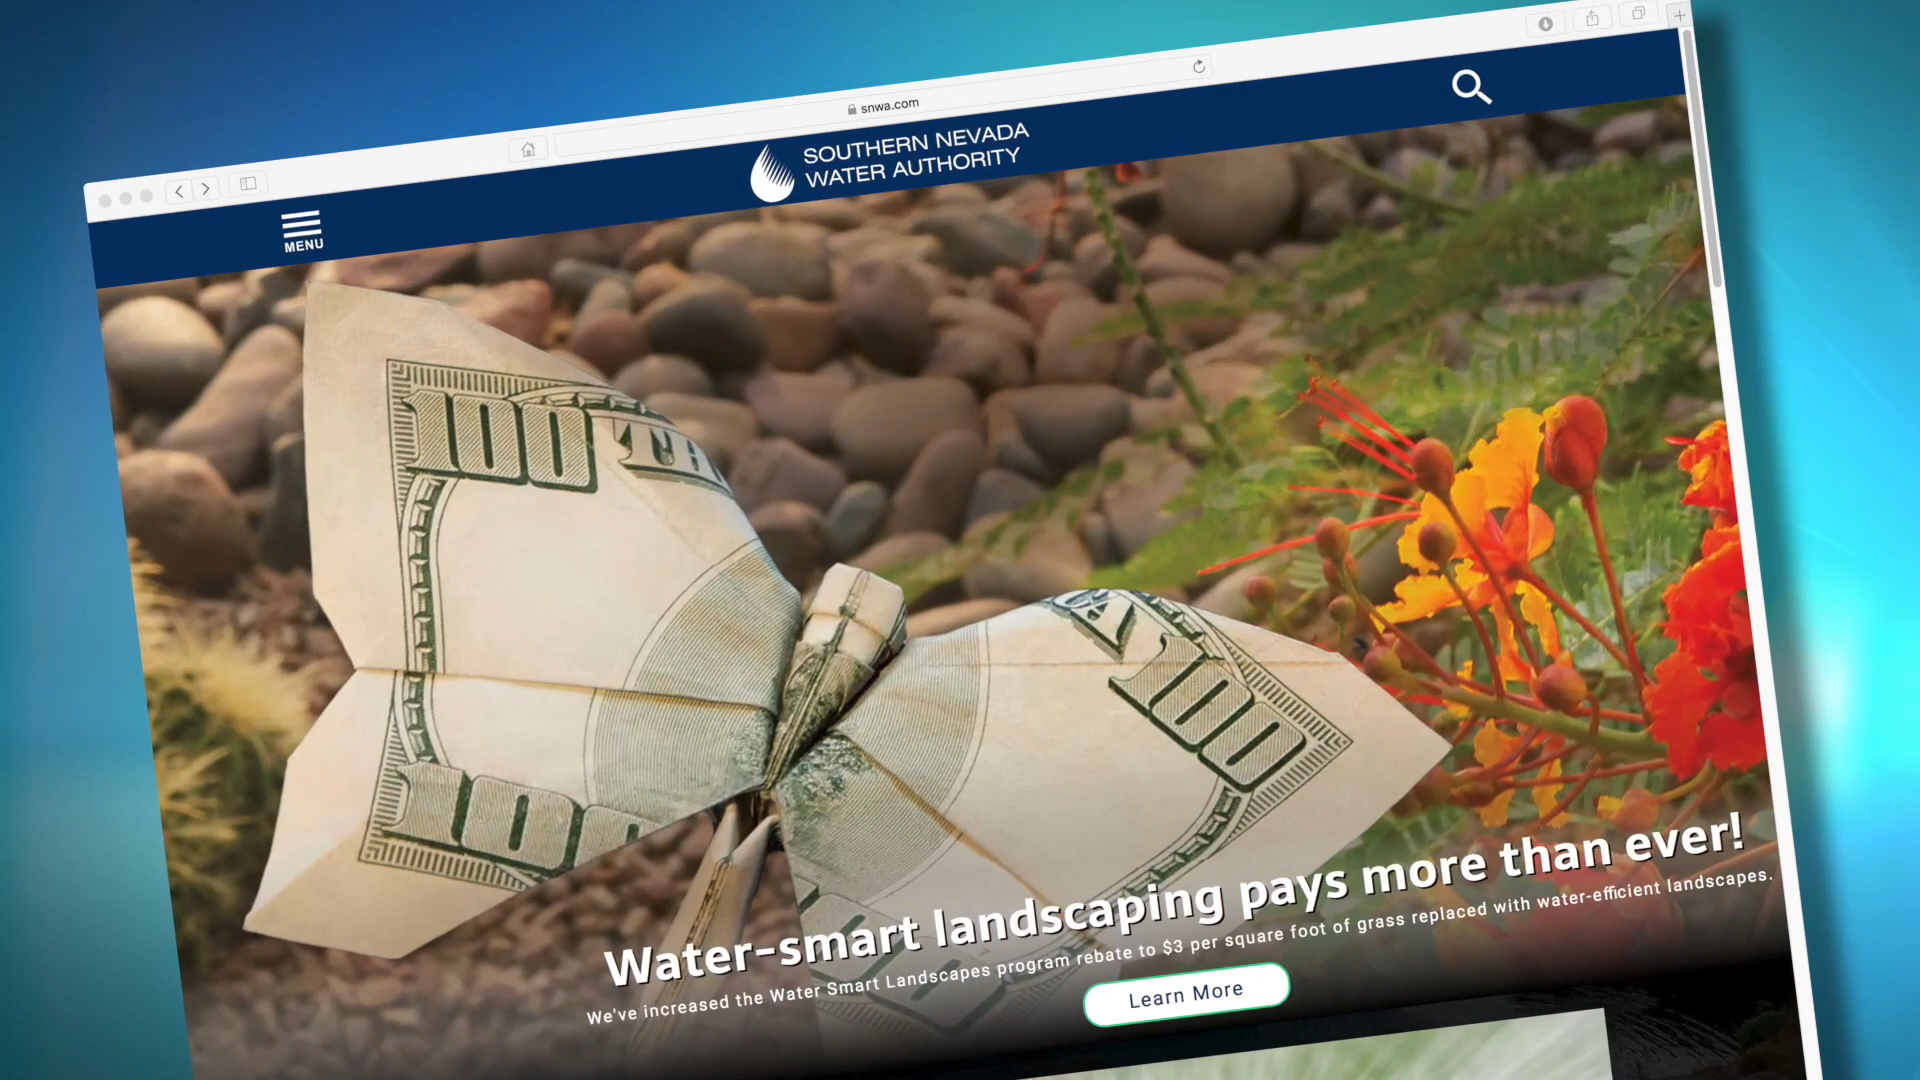 snwa.com
SOUTHERN NEVADA
WATER AUTHORITY
MENU
100
100
100
Water-smart landscaping pays more than ever!
We've increased the Water Smart Landscapes program rebate to $3 per square foot of grass replaced with water-efficient landscapes.
Learn More